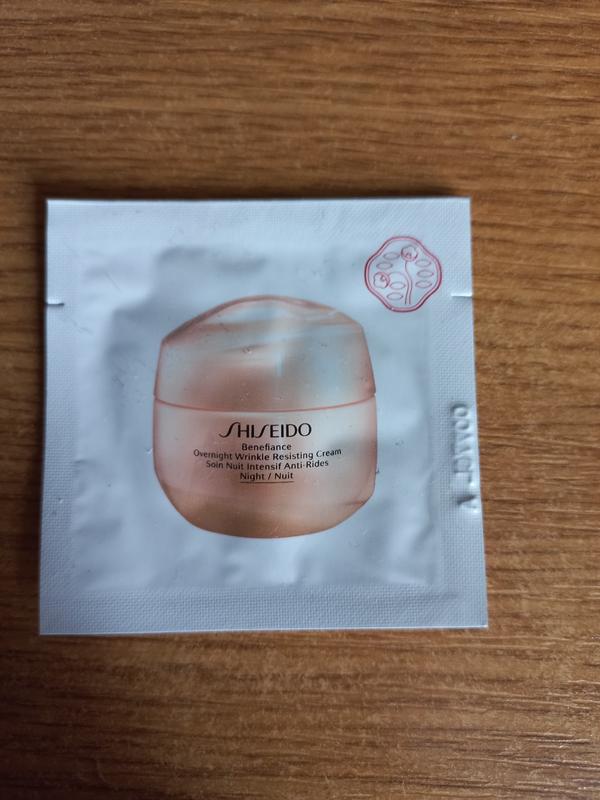 SHISEIDO
Benefiance
Overnight Wrinkle Resisting Cream
Soin Nuit Intensif Anti-Rides
Night / Nuit